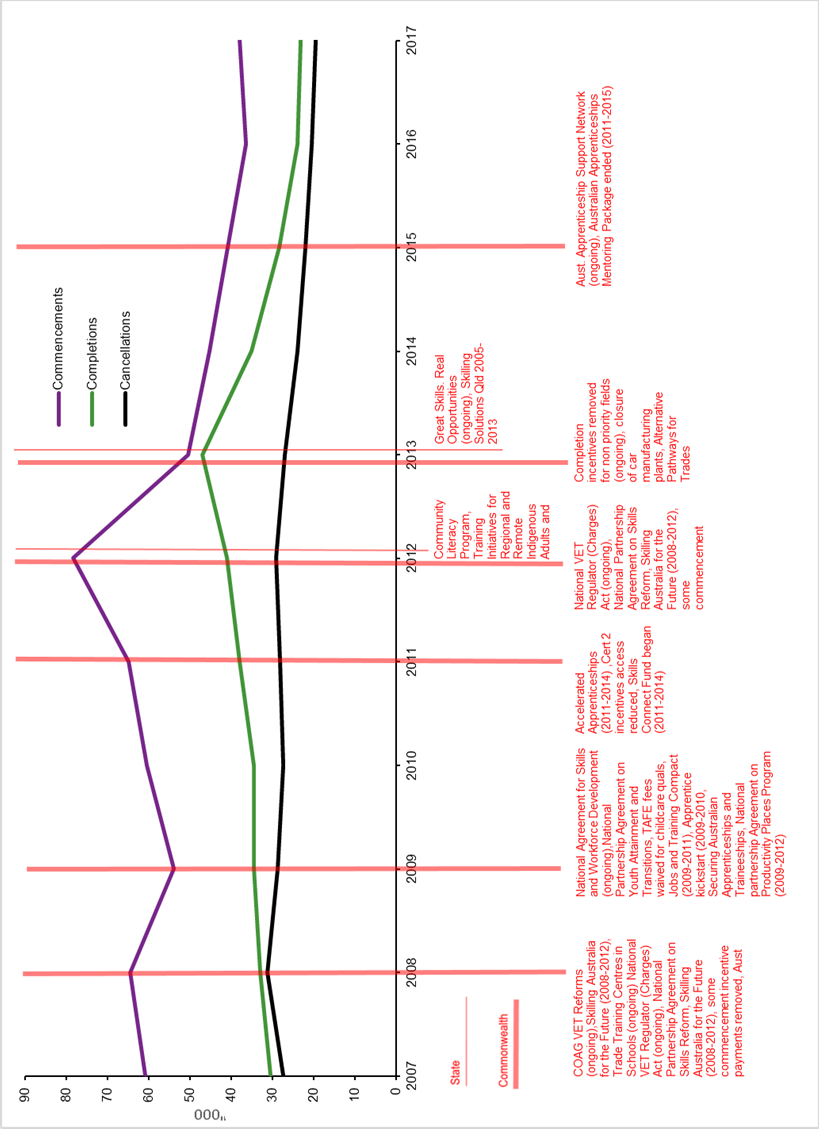 90
80
70
60
50
40
30
20
10
0
"000
Commencements
Completions
Cancellations
2007
2008
2009
2010
2011
2012
2013
2014
2015
2016
2017
State
Commonwealth
Community
Literacy
Program,
Training
Initiatives for
Regional and
Remote
Indigenous
Adults and
Great Skills. Real
Opportunities
(ongoing), Skilling
Solutions Qld 2005-
2013
COAG VET Reforms
(ongoing),Skilling Australia
for the Future (2008-2012),
Trade Training Centres in
Schools (ongoing) National
VET Regulator (Charges)
Act (ongoing), National
Partnership Agreement on
Skills Reform, Skilling
Australia for the Future
(2008-2012), some
commencement incentive
payments removed, Aust
National Agreement for Skills
and Workforce Development
(ongoing),National
Partnership Agreement on
Youth Attainment and
Transitions, TAFE fees
waived for childcare quals,
Jobs and Training Compact
(2009-2011), Apprentice
kickstart (2009-2010,
Securing Australian
Apprenticeships and
Traineeships, National
partnership Agreement on
Productivity Places Program
(2009-2012)
Accelerated
Apprenticeships
(2011-2014) ,Cert 2
incentives access
reduced, Skills
Connect Fund began
(2011-2014)
National VET
Regulator (Charges)
Act (ongoing),
National Partnership
Agreement on Skills
Reform, Skilling
Australia for the
Future (2008-2012),
some
commencement
Completion
incentives removed
for non priority fields
(ongoing), closure
of car
manufacturing
plants, Alternative
Pathways for
Trades
Aust. Apprenticeship Support Network
(ongoing), Australian Apprenticeships
Mentoring Package ended (2011-2015)